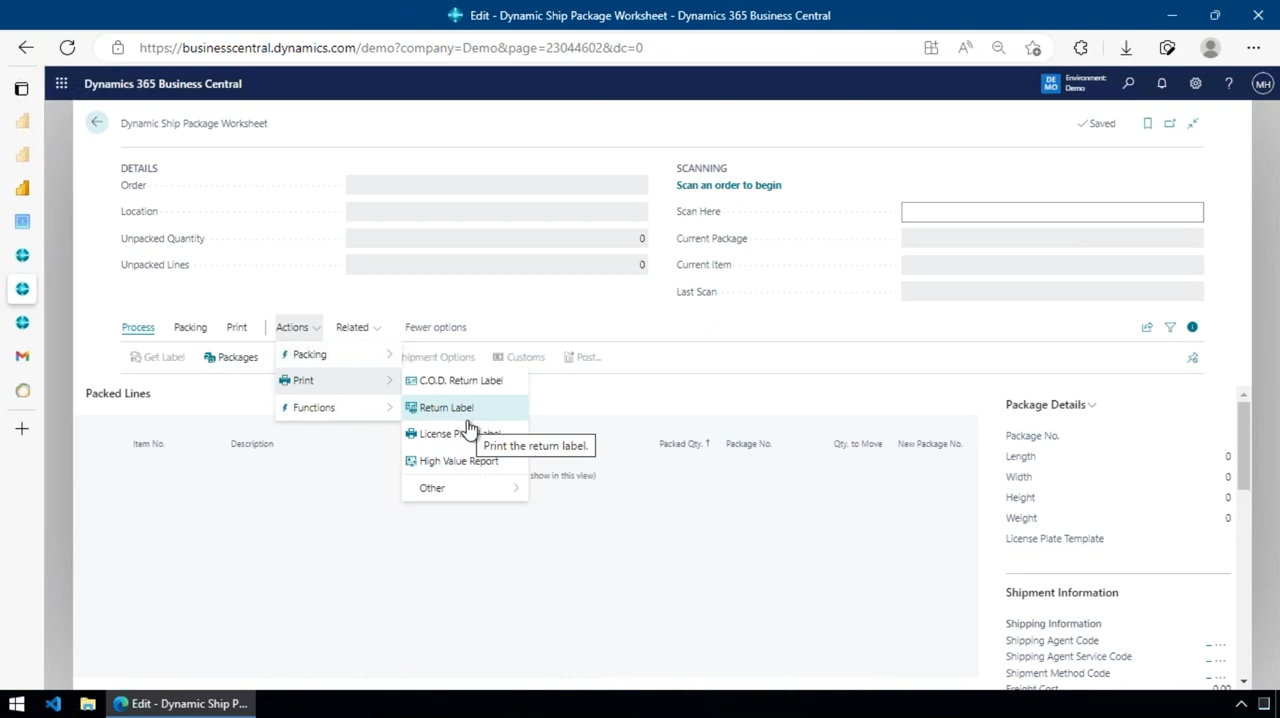 Edit - Dynamic Ship Package Worksheet - Dynamics 365 Business Central
https://businesscentral.dynamics.com/demo?company=Demo&page=23044602&dc=0
Dynamics 365 Business Central
DE MO
Environment: Demo
MH
Dynamic Ship Package Worksheet
Saved
DETAILS
Order
Location
Unpacked Quantity 0
Unpacked Lines 0
SCANNING
Scan an order to begin
Scan Here
Current Package
Current Item
Last Scan
Process Packing Print Actions Related Fewer options
Get Label Packages Shipment Options Customs Post...
Packing
Print
Functions
C.O.D. Return Label
Return Label
License
High Value Report
Other
Print the return label.
Packed Lines
Item No. Description Packed Qty. ↑ Package No. Qty. to Move New Package No.
show in this view)
Package Details
Package No.
Length 0
Width 0
Height 0
Weight 0
License Plate Template
Shipment Information
Shipping Information
Shipping Agent Code _ ...
Shipping Agent Service Code _ ...
Shipment Method Code _ ...
Freight Cost 0.00
Edit - Dynamic Ship P...